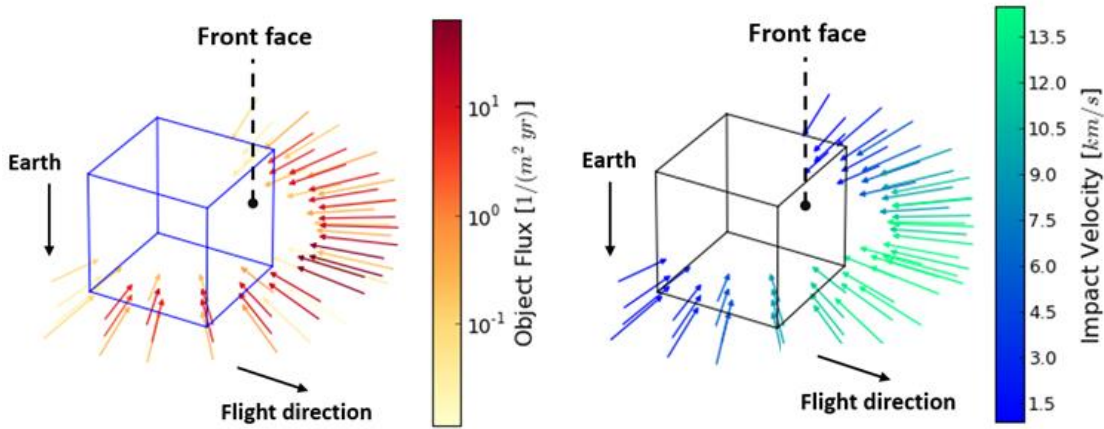 Front face
Earth
Flight direction
10¹
10⁰
10⁻¹
Object Flux [1/(m² yr)]
Front face
Earth
Flight direction
13.5
12.0
10.5
9.0
7.5
6.0
4.5
3.0
1.5
Impact Velocity [km/s]